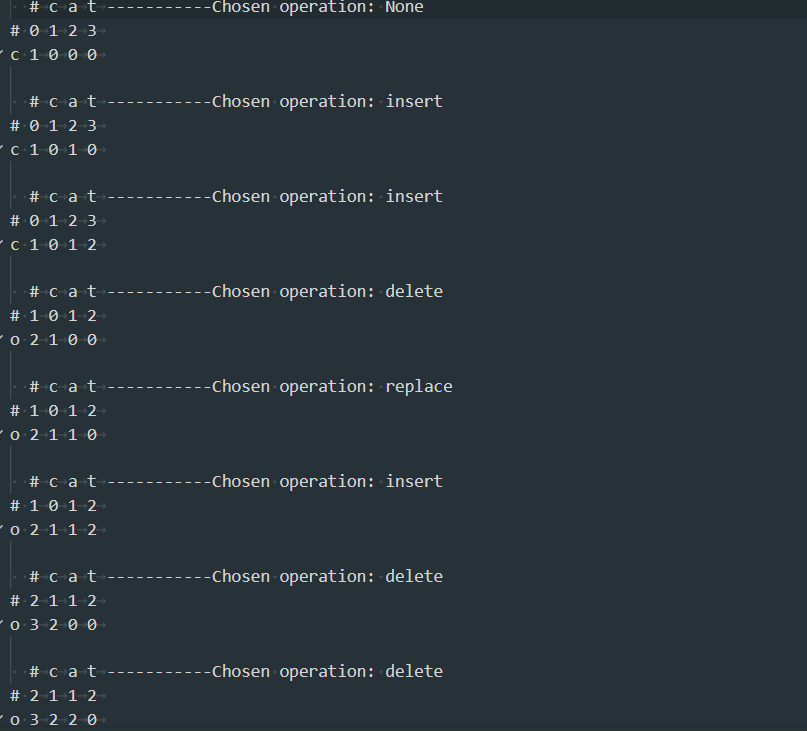 # c a t -----------Chosen operation: None
# 0 1 2 3
c 1 0 0 0
# c a t -----------Chosen operation: insert
# 0 1 2 3
c 1 0 1 0
# c a t -----------Chosen operation: insert
# 0 1 2 3
c 1 0 1 2
# c a t -----------Chosen operation: delete
# 1 0 1 2
o 2 1 0 0
# c a t -----------Chosen operation: replace
# 1 0 1 2
o 2 1 1 0
# c a t -----------Chosen operation: insert
# 1 0 1 2
o 2 1 1 2
# c a t -----------Chosen operation: delete
# 2 1 1 2
o 3 2 0 0
# c a t -----------Chosen operation: delete
# 2 1 1 2
o 3 2 2 0